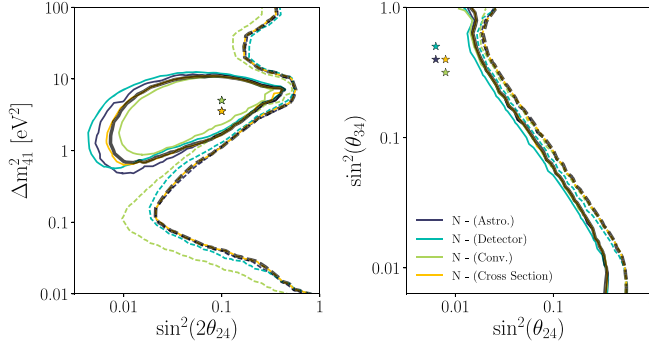 100
10
1
0.1
0.01
Δm²₄₁ [eV²]
0.01
0.1
1
sin²(2θ₂₄)
1.0
0.1
0.01
sin²(θ₃₄)
N - (Astro.)
N - (Detector)
N - (Conv.)
N - (Cross Section)
0.01
0.1
sin²(θ₂₄)